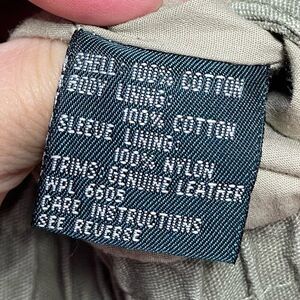 SHELL 100% COTTON
BODY LINING:
100% COTTON
SLEEVE LINING:
100% NYLON
TRIMS: GENUINE LEATHER
WPL 6605
CARE INSTRUCTIONS
SEE REVERSE